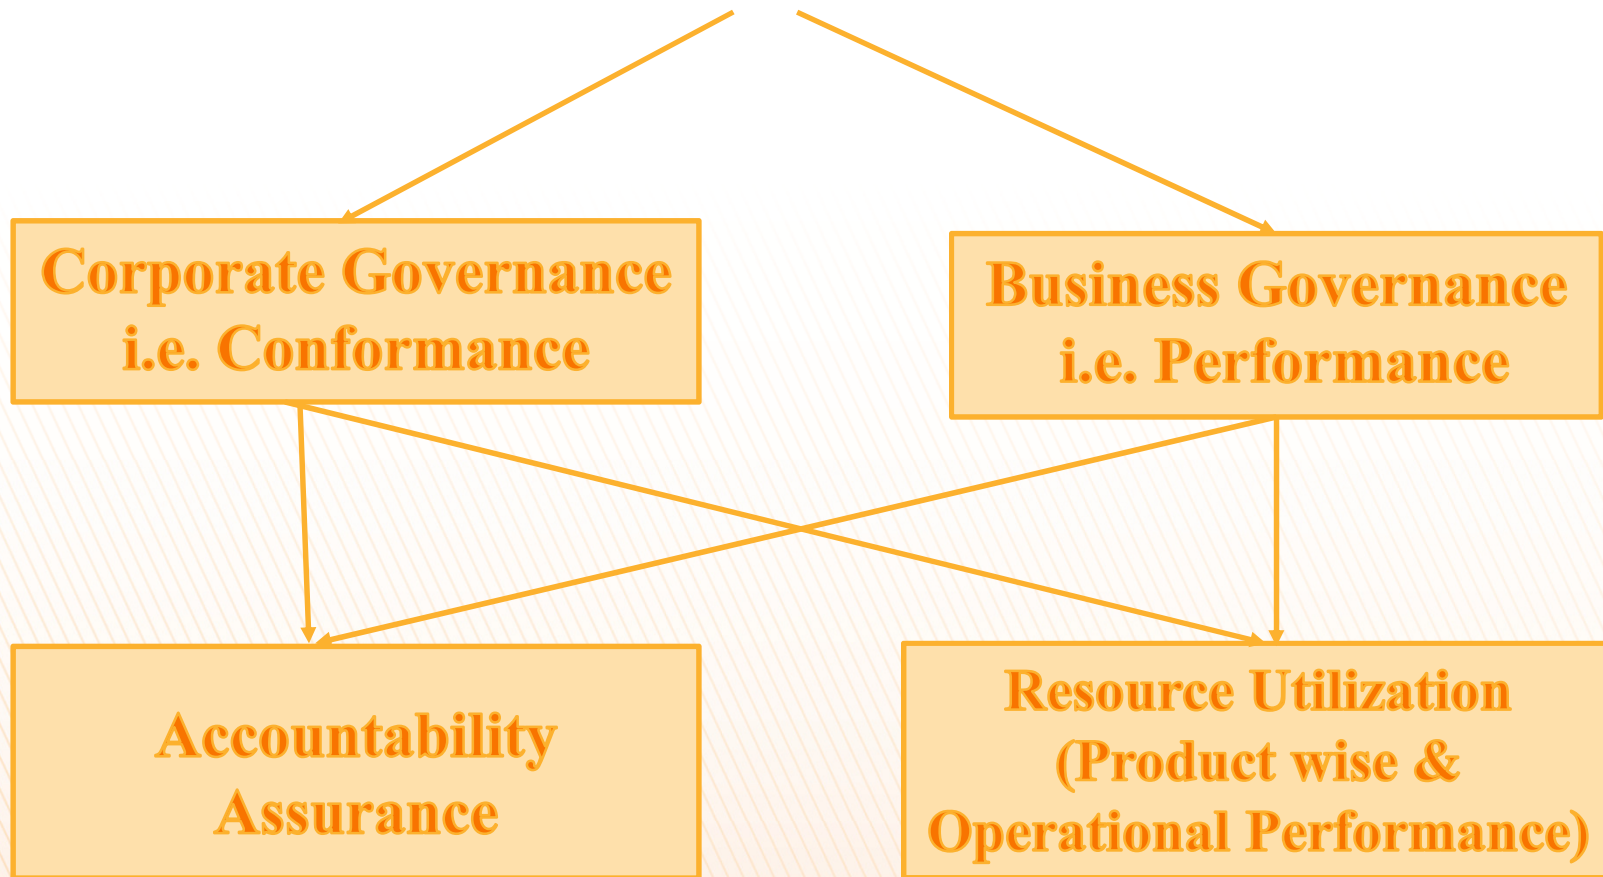 Corporate Governance
i.e. Conformance
Business Governance
i.e. Performance
Accountability
Assurance
Resource Utilization
(Product wise &
Operational Performance)